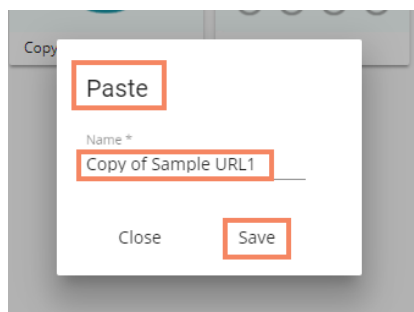 Copy
Paste
Name *
Copy of Sample URL1
Close Save